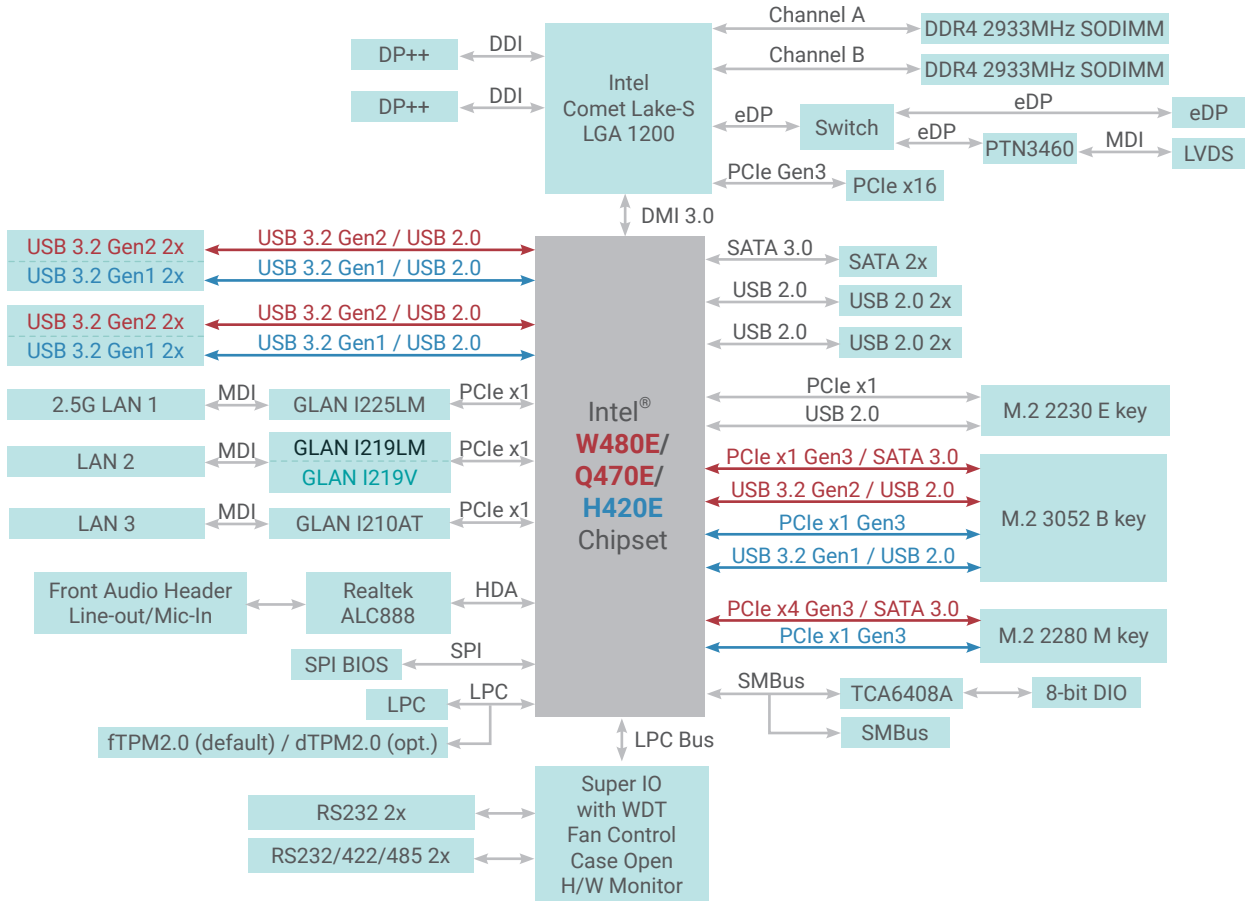 Channel A
DDR4 2933MHz SODIMM
DP++
DDI
Channel B
DDR4 2933MHz SODIMM
DP++
DDI
Intel
Comet Lake-S
LGA 1200
eDP
Switch
eDP
eDP
eDP
PTN3460
MDI
LVDS
PCIe Gen3
PCIe x16
DMI 3.0
USB 3.2 Gen2 2x
USB 3.2 Gen2 / USB 2.0
USB 3.2 Gen1 2x
USB 3.2 Gen1 / USB 2.0
USB 3.2 Gen2 2x
USB 3.2 Gen2 / USB 2.0
USB 3.2 Gen1 2x
USB 3.2 Gen1 / USB 2.0
2.5G LAN 1
MDI
GLAN I225LM
PCIe x1
LAN 2
MDI
GLAN I219LM
GLAN I219V
PCIe x1
LAN 3
MDI
GLAN I210AT
PCIe x1
Front Audio Header
Line-out/Mic-In
Realtek
ALC888
HDA
SPI BIOS
SPI
LPC
LPC
fTPM2.0 (default) / dTPM2.0 (opt.)
Intel®
W480E/
Q470E/
H420E
Chipset
SATA 3.0
SATA 2x
USB 2.0
USB 2.0 2x
USB 2.0
USB 2.0 2x
PCIe x1
USB 2.0
M.2 2230 E key
PCIe x1 Gen3 / SATA 3.0
USB 3.2 Gen2 / USB 2.0
PCIe x1 Gen3
USB 3.2 Gen1 / USB 2.0
M.2 3052 B key
PCIe x4 Gen3 / SATA 3.0
PCIe x1 Gen3
M.2 2280 M key
SMBus
TCA6408A
8-bit DIO
SMBus
LPC Bus
RS232 2x
RS232/422/485 2x
Super IO
with WDT
Fan Control
Case Open
H/W Monitor